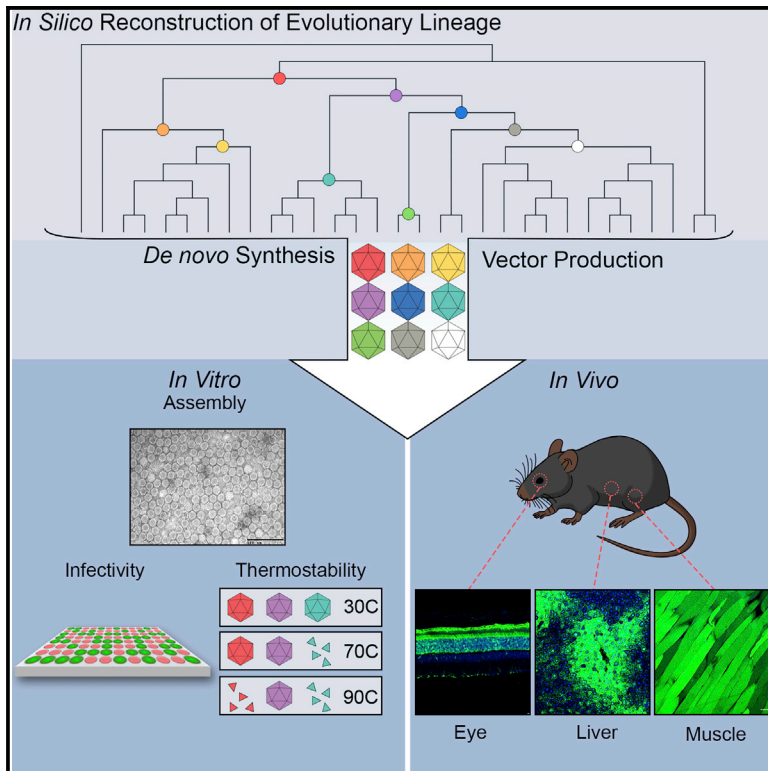 In Silico Reconstruction of Evolutionary Lineage
De novo Synthesis
Vector Production
In Vitro
Assembly
Infectivity
Thermostability
30C
70C
90C
In Vivo
Eye
Liver
Muscle